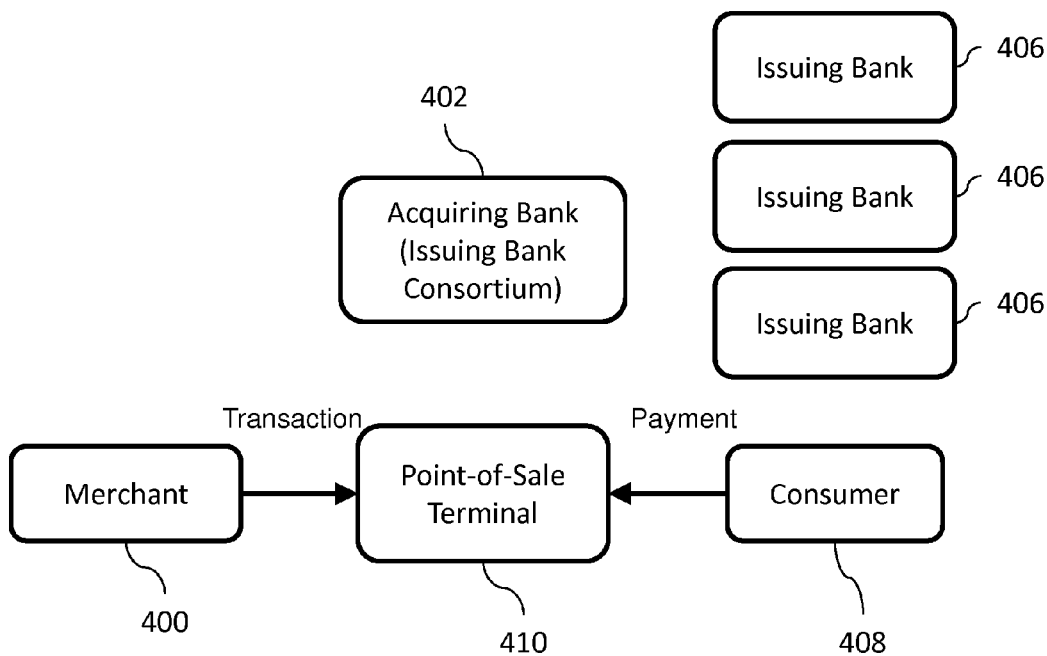 Issuing Bank
406
402
Issuing Bank
406
Acquiring Bank
(Issuing Bank
Consortium)
Issuing Bank
406
Transaction
Payment
Merchant
Point-of-Sale
Terminal
Consumer
400
410
408